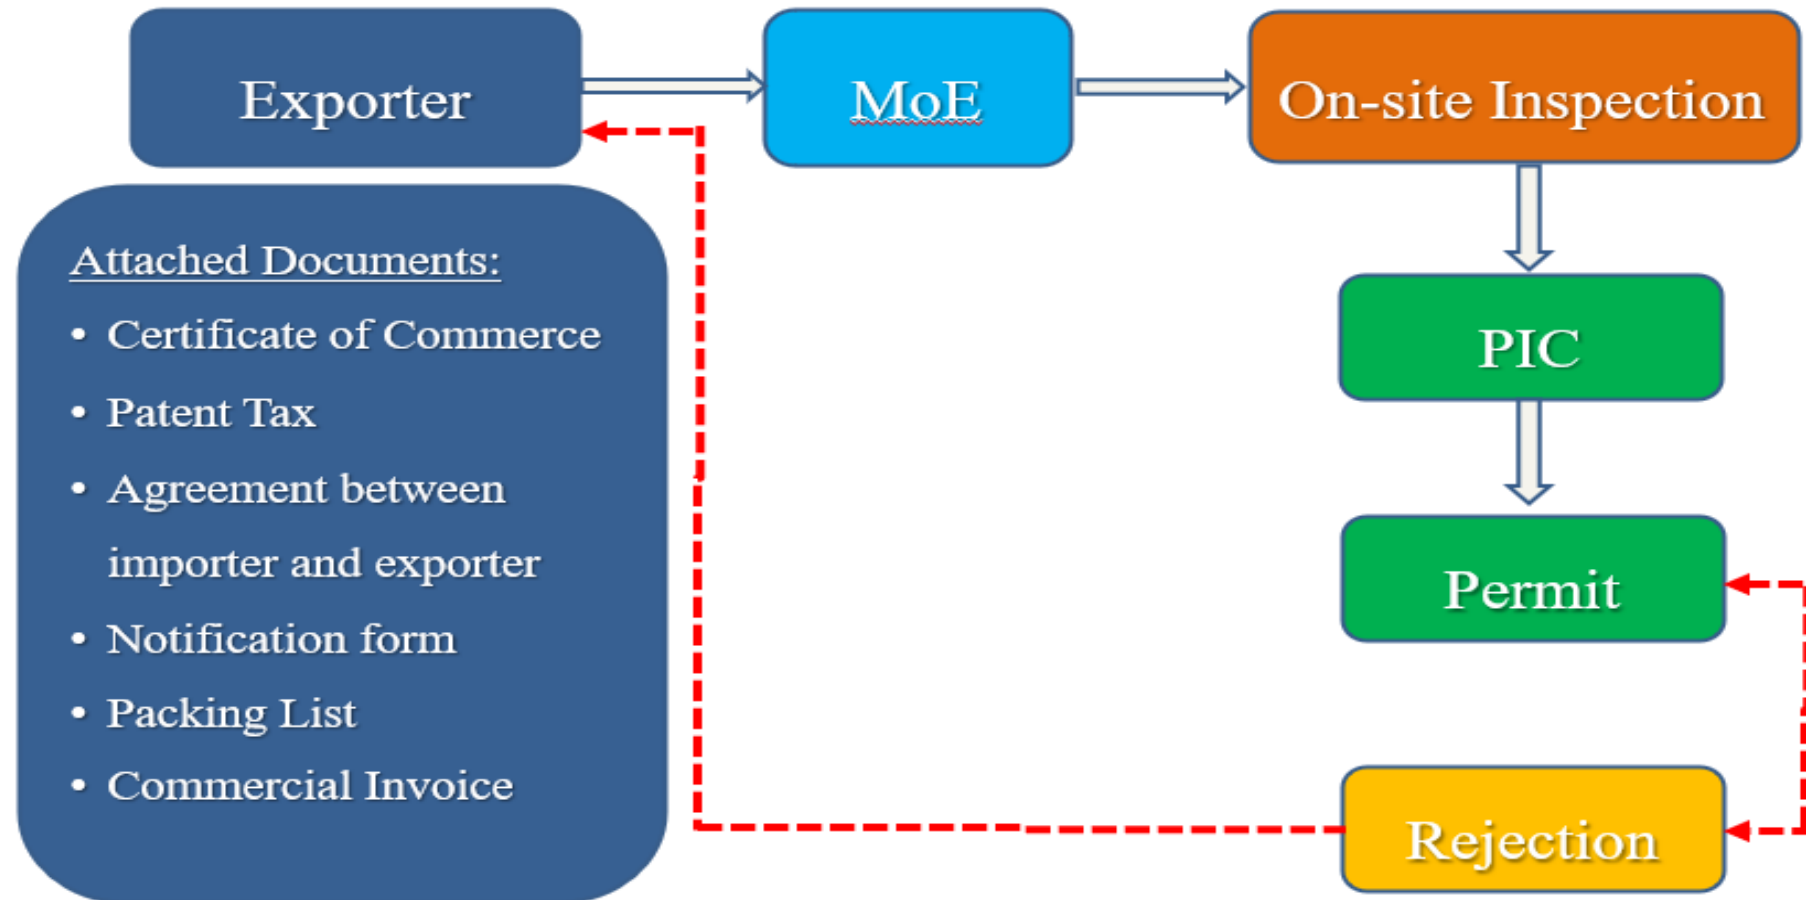 Exporter
MoE
On-site Inspection
Attached Documents:
• Certificate of Commerce
• Patent Tax
• Agreement between
importer and exporter
• Notification form
• Packing List
• Commercial Invoice
PIC
Permit
Rejection